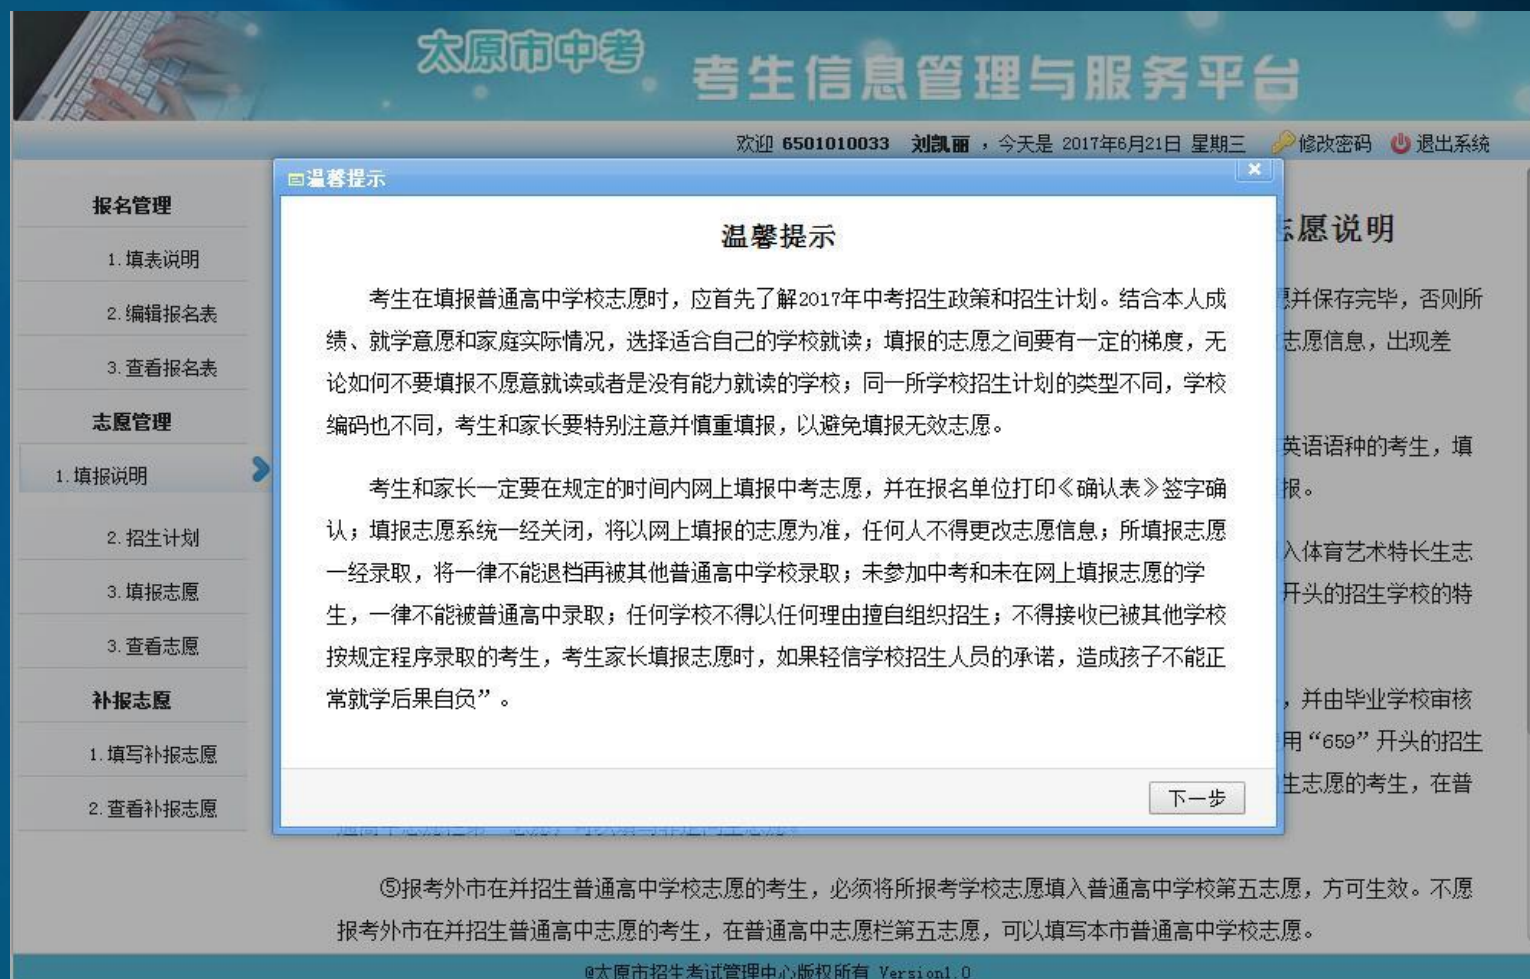 太原市中考
考生信息管理与服务平台
欢迎 6501010033 刘凯丽 ，今天是 2017年6月21日 星期三 修改密码 退出系统
报名管理
1.填表说明
2.编辑报名表
3.查看报名表
志愿管理
1.填报说明
2.招生计划
3.填报志愿
3.查看志愿
补报志愿
1.填写补报志愿
2.查看补报志愿
温馨提示
温馨提示
考生在填报普通高中学校志愿时，应首先了解2017年中考招生政策和招生计划。结合本人成
绩、就学意愿和家庭实际情况，选择适合自己的学校就读；填报的志愿之间要有一定的梯度，无
论如何不要填报不愿意就读或者是没有能力就读的学校；同一所学校招生计划的类型不同，学校
编码也不同，考生和家长要特别注意并慎重填报，以避免填报无效志愿。
考生和家长一定要在规定的时间内网上填报中考志愿，并在报名单位打印《确认表》签字确
认；填报志愿系统一经关闭，将以网上填报的志愿为准，任何人不得更改志愿信息；所填报志愿
一经录取，将一律不能退档再被其他普通高中学校录取；未参加中考和未在网上填报志愿的学
生，一律不能被普通高中录取；任何学校不得以任何理由擅自组织招生；不得接收已被其他学校
按规定程序录取的考生，考生家长填报志愿时，如果轻信学校招生人员的承诺，造成孩子不能正
常就学后果自负”。
下一步
愿说明
并保存完毕，否则所
志愿信息，出现差
英语语种的考生，填
报。
入体育艺术特长生志
开头的招生学校的特
，并由毕业学校审核
用“659”开头的招生
生志愿的考生，在普
⑤报考外市在并招生普通高中学校志愿的考生，必须将所报考学校志愿填入普通高中学校第五志愿，方可生效。不愿
报考外市在并招生普通高中志愿的考生，在普通高中志愿栏第五志愿，可以填写本市普通高中学校志愿。
@太原市招生考试管理中心版权所有 Version1.0